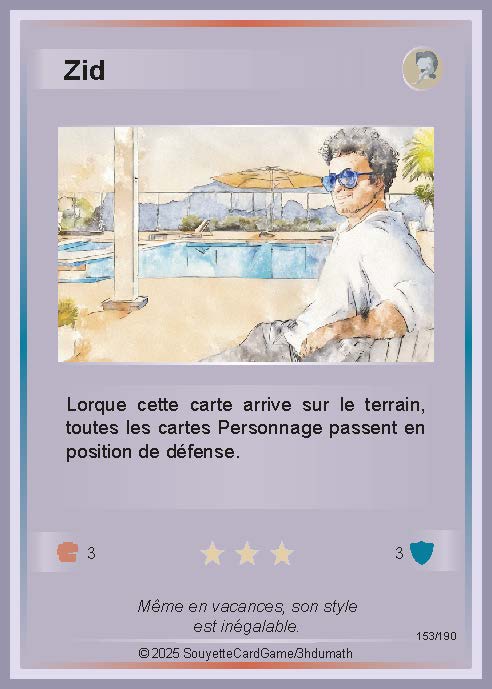 Zid
Lorque cette carte arrive sur le terrain,
toutes les cartes Personnage passent en
position de défense.
3
3
Même en vacances, son style
est inégalable.
153/190
© 2025 SouyetteCardGame/3hdumath